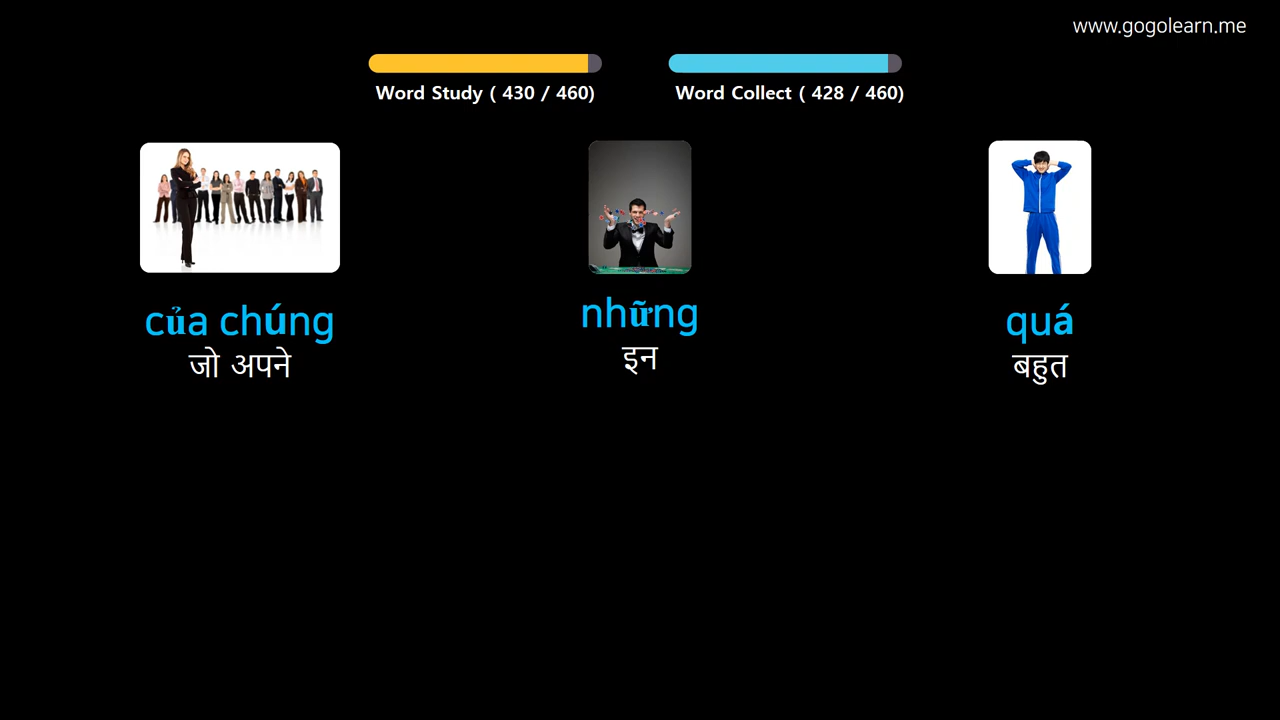 www.gogolearn.me
Word Study ( 430 / 460)
Word Collect ( 428 / 460)
của chúng
जो अपने
những
इन
quá
बहुत